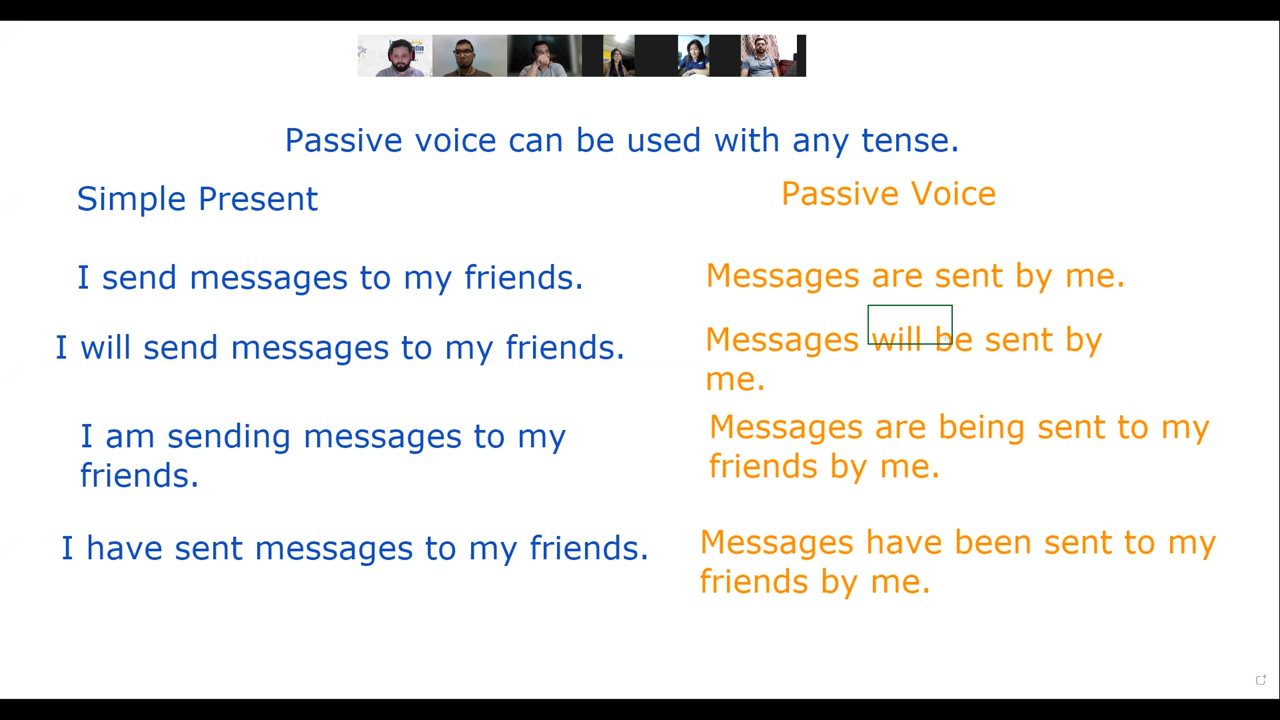 Passive voice can be used with any tense.
Simple Present
Passive Voice
I send messages to my friends.
Messages are sent by me.
I will send messages to my friends.
Messages will be sent by
me.
I am sending messages to my
friends.
Messages are being sent to my
friends by me.
I have sent messages to my friends.
Messages have been sent to my
friends by me.